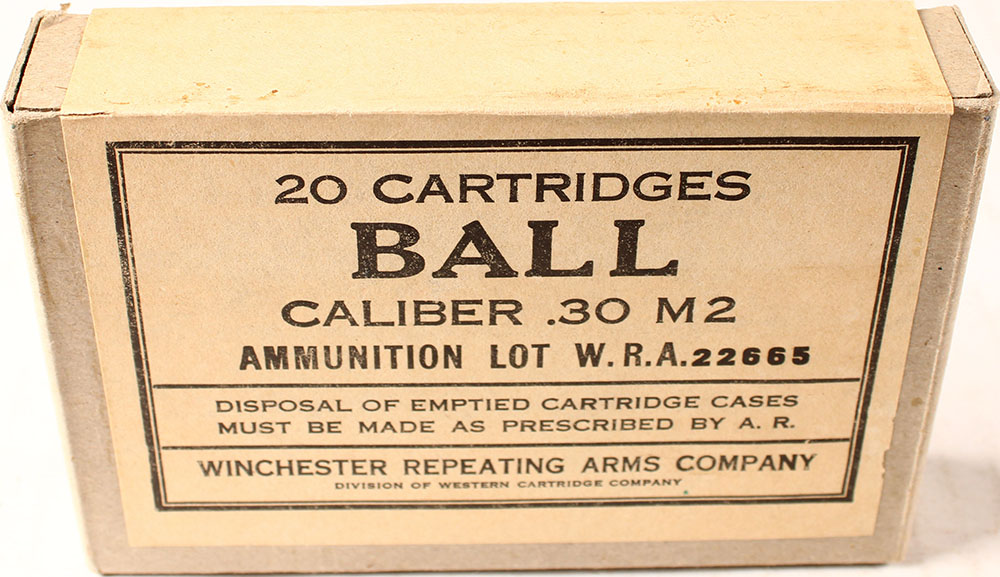 20 CARTRIDGES
BALL
CALIBER .30 M2
AMMUNITION LOT W.R.A.22665
DISPOSAL OF EMPTIED CARTRIDGE CASES
MUST BE MADE AS PRESCRIBED BY A. R.
WINCHESTER REPEATING ARMS COMPANY
DIVISION OF WESTERN CARTRIDGE COMPANY